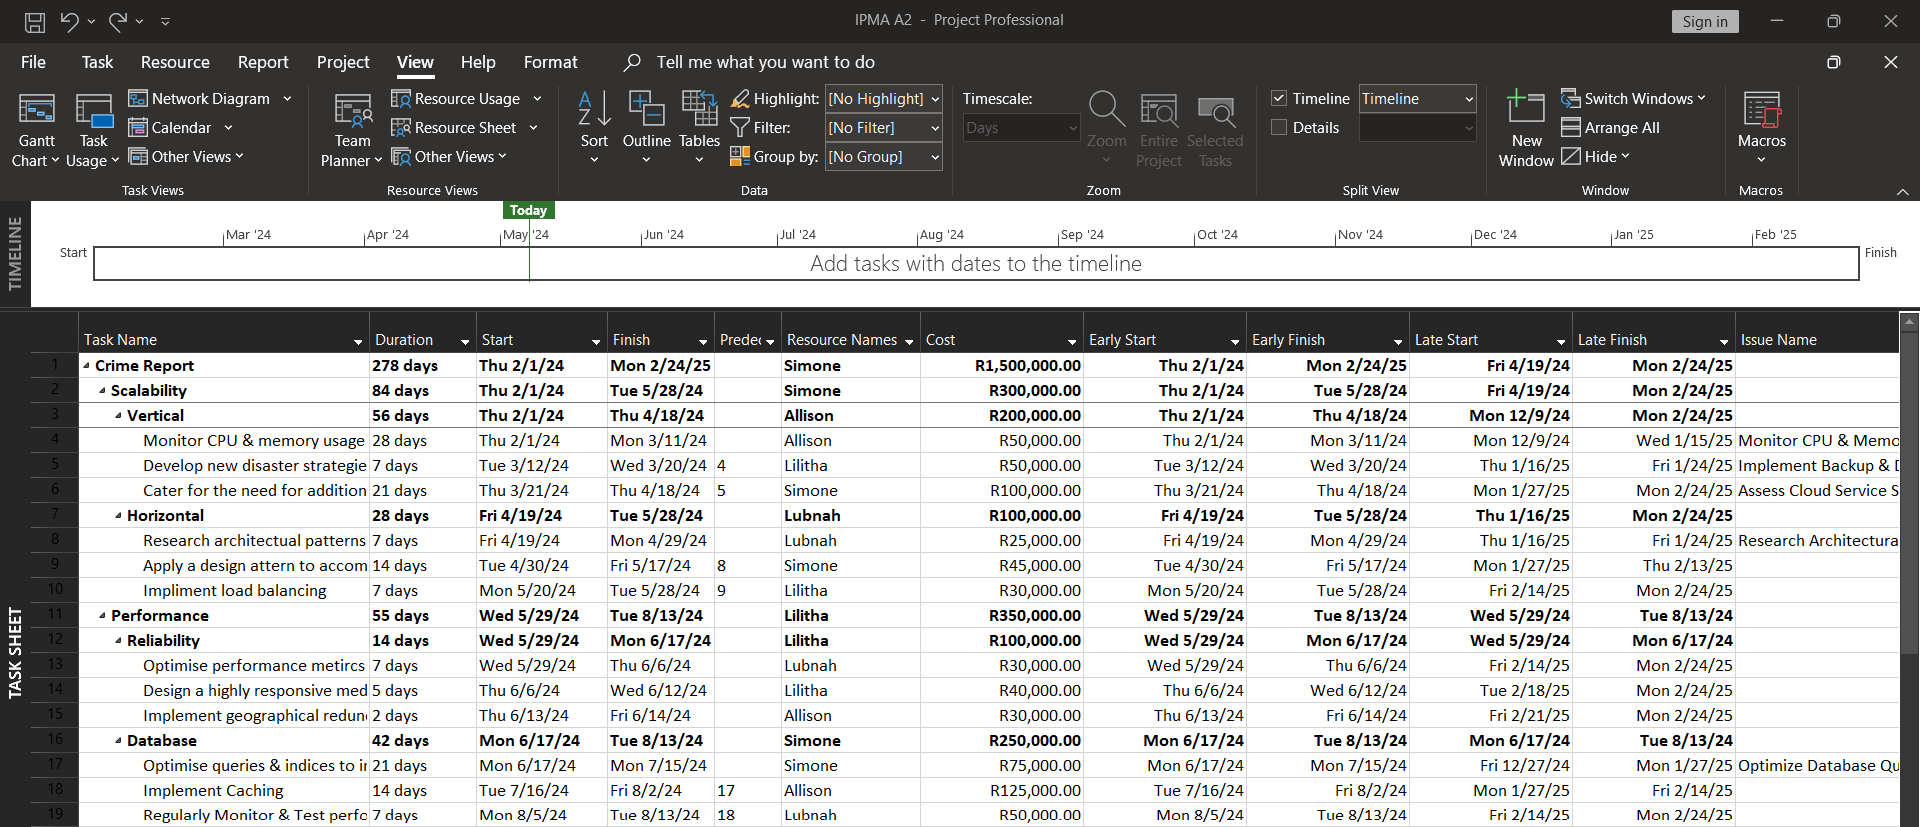 IPMA A2 - Project Professional
Sign in
File Task Resource Report Project View Help Format Tell me what you want to do
Gantt Chart
Task Usage
Network Diagram
Calendar
Other Views
Task Views
Team Planner
Resource Usage
Resource Sheet
Other Views
Resource Views
Sort
Outline
Tables
Highlight: [No Highlight]
Filter: [No Filter]
Group by: [No Group]
Data
Timescale:
Days
Zoom
Entire Project
Selected Tasks
Zoom
Timeline Timeline
Details
Split View
New Window
Switch Windows
Arrange All
Hide
Window
Macros
Macros
TIMELINE
Today
Mar '24 Apr '24 May '24 Jun '24 Jul '24 Aug '24 Sep '24 Oct '24 Nov '24 Dec '24 Jan '25 Feb '25
Start Add tasks with dates to the timeline Finish
TASK SHEET
Task Name Duration Start Finish Predec Resource Names Cost Early Start Early Finish Late Start Late Finish Issue Name
1 Crime Report 278 days Thu 2/1/24 Mon 2/24/25 Simone R1,500,000.00 Thu 2/1/24 Mon 2/24/25 Fri 4/19/24 Mon 2/24/25
2 Scalability 84 days Thu 2/1/24 Tue 5/28/24 Simone R300,000.00 Thu 2/1/24 Tue 5/28/24 Fri 4/19/24 Mon 2/24/25
3 Vertical 56 days Thu 2/1/24 Thu 4/18/24 Allison R200,000.00 Thu 2/1/24 Thu 4/18/24 Mon 12/9/24 Mon 2/24/25
4 Monitor CPU & memory usage 28 days Thu 2/1/24 Mon 3/11/24 Allison R50,000.00 Thu 2/1/24 Mon 3/11/24 Mon 12/9/24 Wed 1/15/25 Monitor CPU & Memo
5 Develop new disaster strategie 7 days Tue 3/12/24 Wed 3/20/24 4 Lilitha R50,000.00 Tue 3/12/24 Wed 3/20/24 Thu 1/16/25 Fri 1/24/25 Implement Backup & D
6 Cater for the need for addition 21 days Thu 3/21/24 Thu 4/18/24 5 Simone R100,000.00 Thu 3/21/24 Thu 4/18/24 Mon 1/27/25 Mon 2/24/25 Assess Cloud Service S
7 Horizontal 28 days Fri 4/19/24 Tue 5/28/24 Lubnah R100,000.00 Fri 4/19/24 Tue 5/28/24 Thu 1/16/25 Mon 2/24/25
8 Research architectual patterns 7 days Fri 4/19/24 Mon 4/29/24 Lubnah R25,000.00 Fri 4/19/24 Mon 4/29/24 Thu 1/16/25 Fri 1/24/25 Research Architectura
9 Apply a design attern to accom 14 days Tue 4/30/24 Fri 5/17/24 8 Simone R45,000.00 Tue 4/30/24 Fri 5/17/24 Mon 1/27/25 Thu 2/13/25
10 Impliment load balancing 7 days Mon 5/20/24 Tue 5/28/24 9 Lilitha R30,000.00 Mon 5/20/24 Tue 5/28/24 Fri 2/14/25 Mon 2/24/25
11 Performance 55 days Wed 5/29/24 Tue 8/13/24 Lilitha R350,000.00 Wed 5/29/24 Tue 8/13/24 Wed 5/29/24 Tue 8/13/24
12 Reliability 14 days Wed 5/29/24 Mon 6/17/24 Lilitha R100,000.00 Wed 5/29/24 Mon 6/17/24 Wed 5/29/24 Mon 6/17/24
13 Optimise performance metircs 7 days Wed 5/29/24 Thu 6/6/24 Lubnah R30,000.00 Wed 5/29/24 Thu 6/6/24 Fri 2/14/25 Mon 2/24/25
14 Design a highly responsive med 5 days Thu 6/6/24 Wed 6/12/24 Lilitha R40,000.00 Thu 6/6/24 Wed 6/12/24 Tue 2/18/25 Mon 2/24/25
15 Implement geographical redun 2 days Thu 6/13/24 Fri 6/14/24 Allison R30,000.00 Thu 6/13/24 Fri 6/14/24 Fri 2/21/25 Mon 2/24/25
16 Database 42 days Mon 6/17/24 Tue 8/13/24 Simone R250,000.00 Mon 6/17/24 Tue 8/13/24 Mon 6/17/24 Tue 8/13/24
17 Optimise queries & indices to i 21 days Mon 6/17/24 Mon 7/15/24 Simone R75,000.00 Mon 6/17/24 Mon 7/15/24 Fri 12/27/24 Mon 1/27/25 Optimize Database Qu
18 Implement Caching 14 days Tue 7/16/24 Fri 8/2/24 17 Allison R125,000.00 Tue 7/16/24 Fri 8/2/24 Mon 1/27/25 Fri 2/14/25
19 Regularly Monitor & Test perfo 7 days Mon 8/5/24 Tue 8/13/24 18 Lubnah R50,000.00 Mon 8/5/24 Tue 8/13/24 Fri 2/14/25 Mon 2/24/25